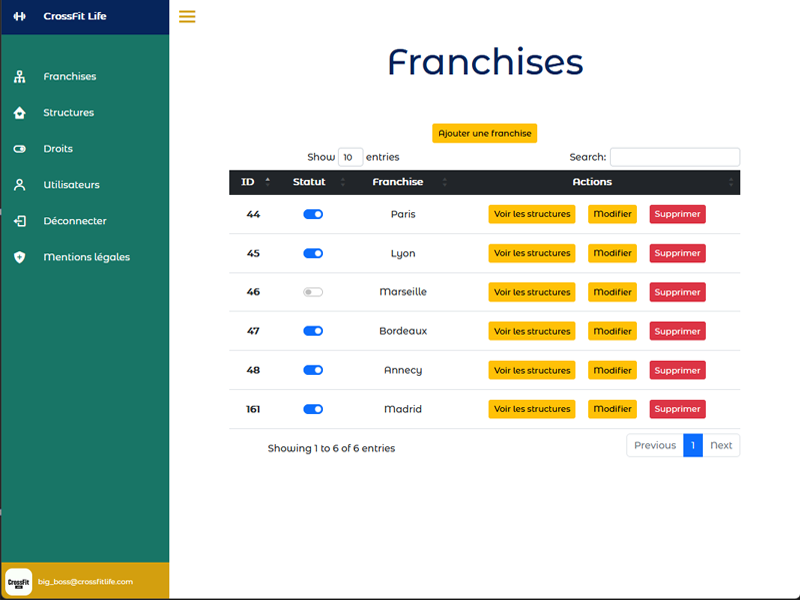 CrossFit Life
Franchises
Structures
Droits
Utilisateurs
Déconnecter
Mentions légales
CrossFit
big_boss@crossfitlife.com
Franchises
Ajouter une franchise
Show 10 entries
Search:
ID Statut Franchise Actions
44 Paris Voir les structures Modifier Supprimer
45 Lyon Voir les structures Modifier Supprimer
46 Marseille Voir les structures Modifier Supprimer
47 Bordeaux Voir les structures Modifier Supprimer
48 Annecy Voir les structures Modifier Supprimer
161 Madrid Voir les structures Modifier Supprimer
Showing 1 to 6 of 6 entries
Previous 1 Next